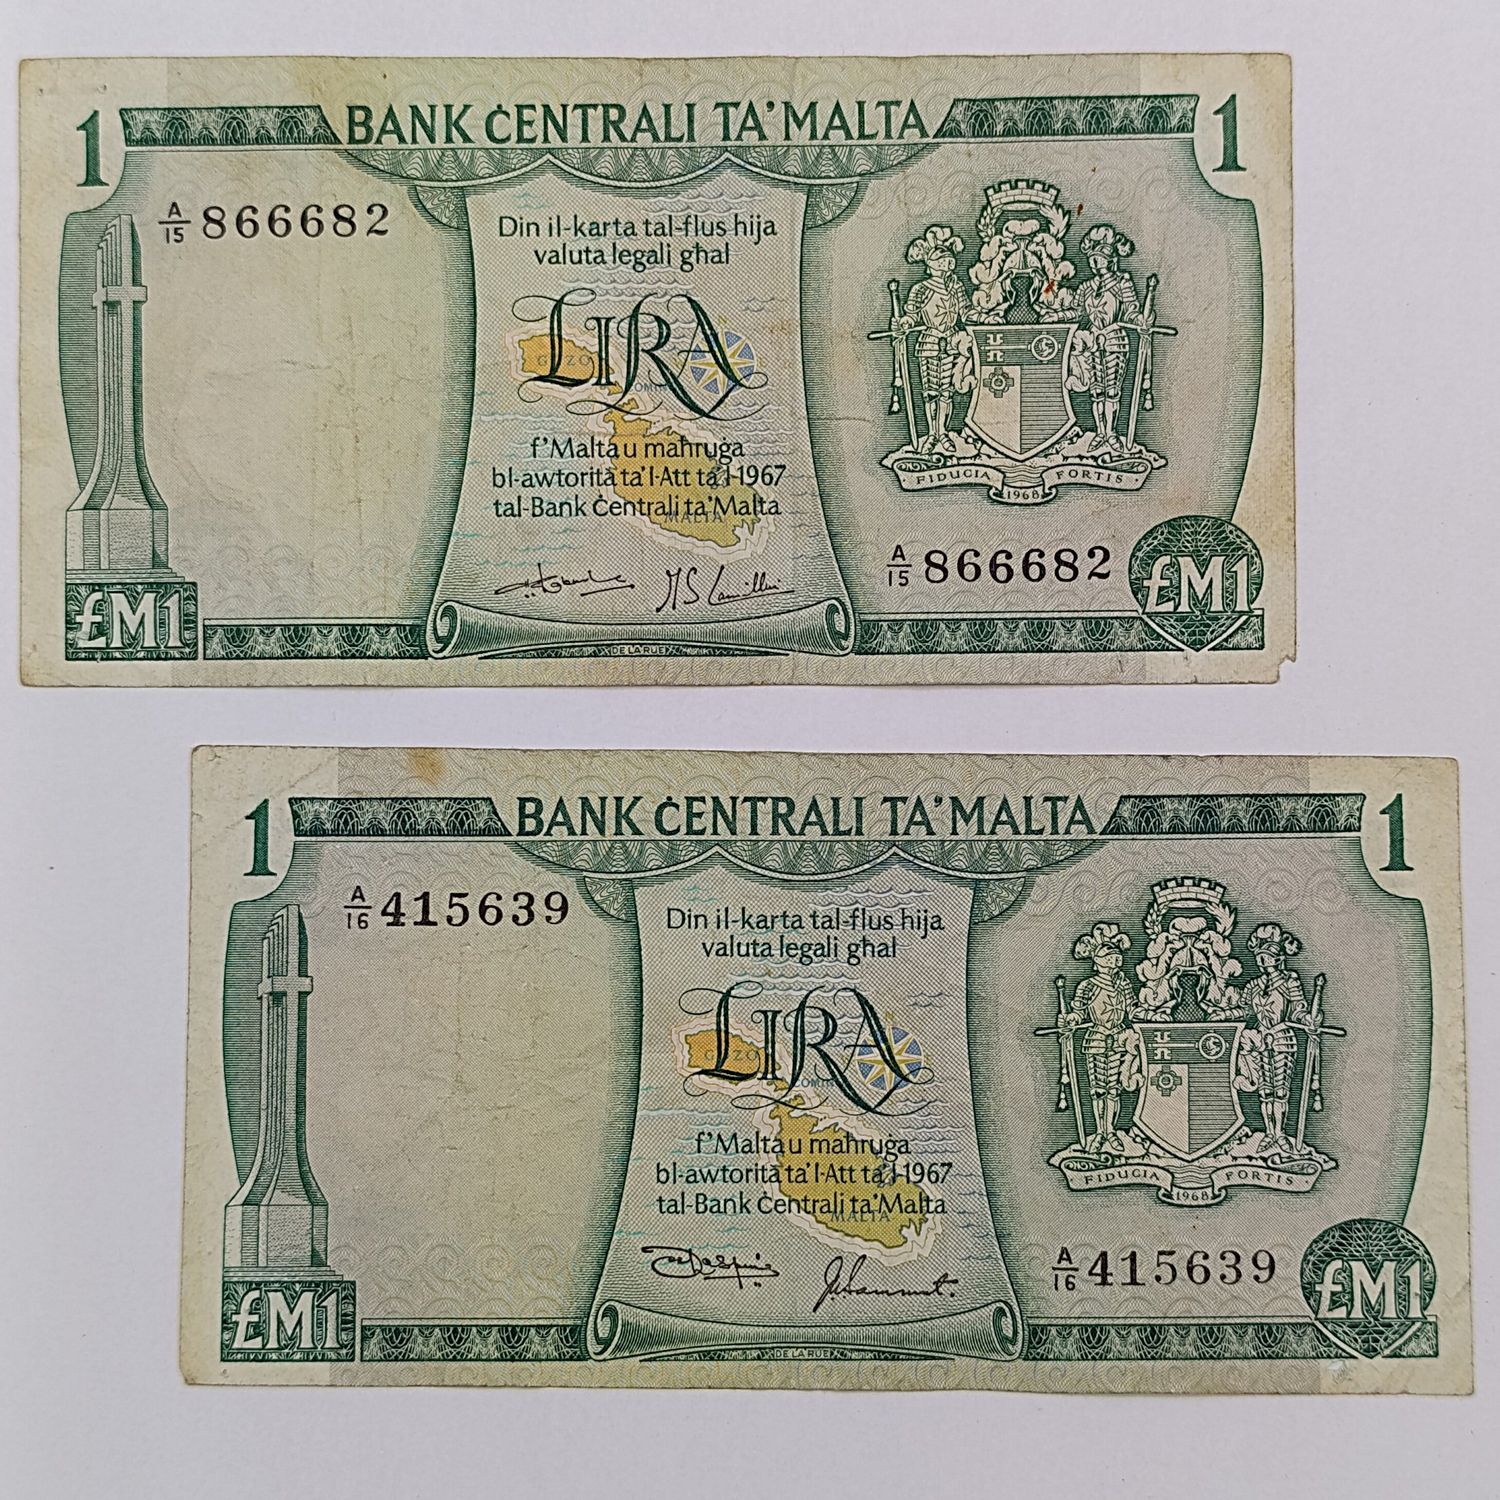 1 BANK ĊENTRALI TA' MALTA 1
A/15 866682
Din il-karta tal-flus hija
valuta legali għal
LIRA
GOZO
COMINO
f'Malta u maħruġa
bl-awtorità ta' l-Att ta' l-1967
tal-Bank Ċentrali ta' Malta
MALTA
FIDUCIA FORTIS
1968
A/15 866682
£M1
£M1
DE LA RUE
1 BANK ĊENTRALI TA' MALTA 1
A/16 415639
Din il-karta tal-flus hija
valuta legali għal
LIRA
GOZO
COMINO
f'Malta u maħruġa
bl-awtorità ta' l-Att ta' l-1967
tal-Bank Ċentrali ta' Malta
MALTA
FIDUCIA FORTIS
1968
A/16 415639
£M1
£M1
DE LA RUE